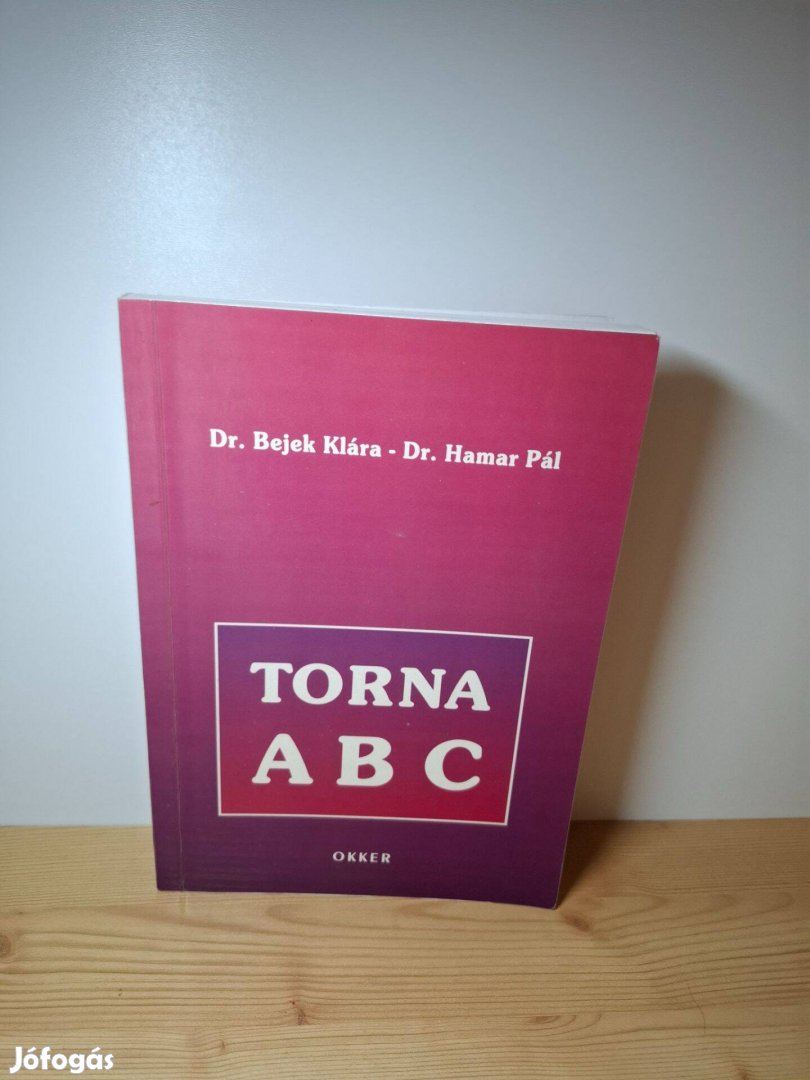 Dr. Bejek Klára - Dr. Hamar Pál
TORNA
A B C
OKKER
Jófogás